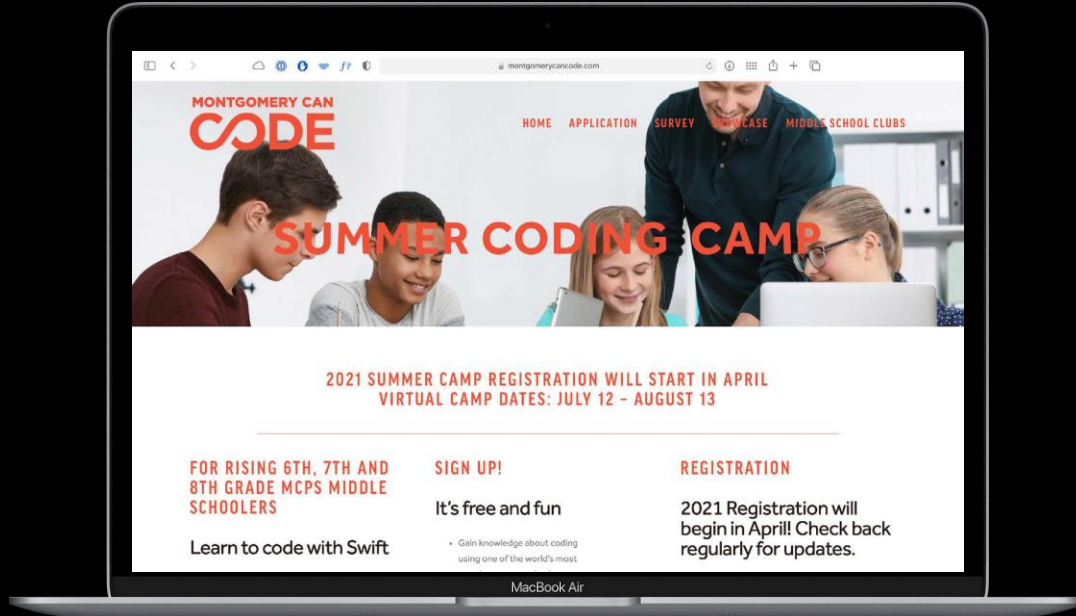 montgomerycancode.com
MONTGOMERY CAN
CODE
HOME APPLICATION SURVEY SHOWCASE MIDDLE SCHOOL CLUBS
SUMMER CODING CAMP
2021 SUMMER CAMP REGISTRATION WILL START IN APRIL
VIRTUAL CAMP DATES: JULY 12 – AUGUST 13
FOR RISING 6TH, 7TH AND
8TH GRADE MCPS MIDDLE
SCHOOLERS
Learn to code with Swift
SIGN UP!
It's free and fun
• Gain knowledge about coding
using one of the world's most
REGISTRATION
2021 Registration will
begin in April! Check back
regularly for updates.
MacBook Air